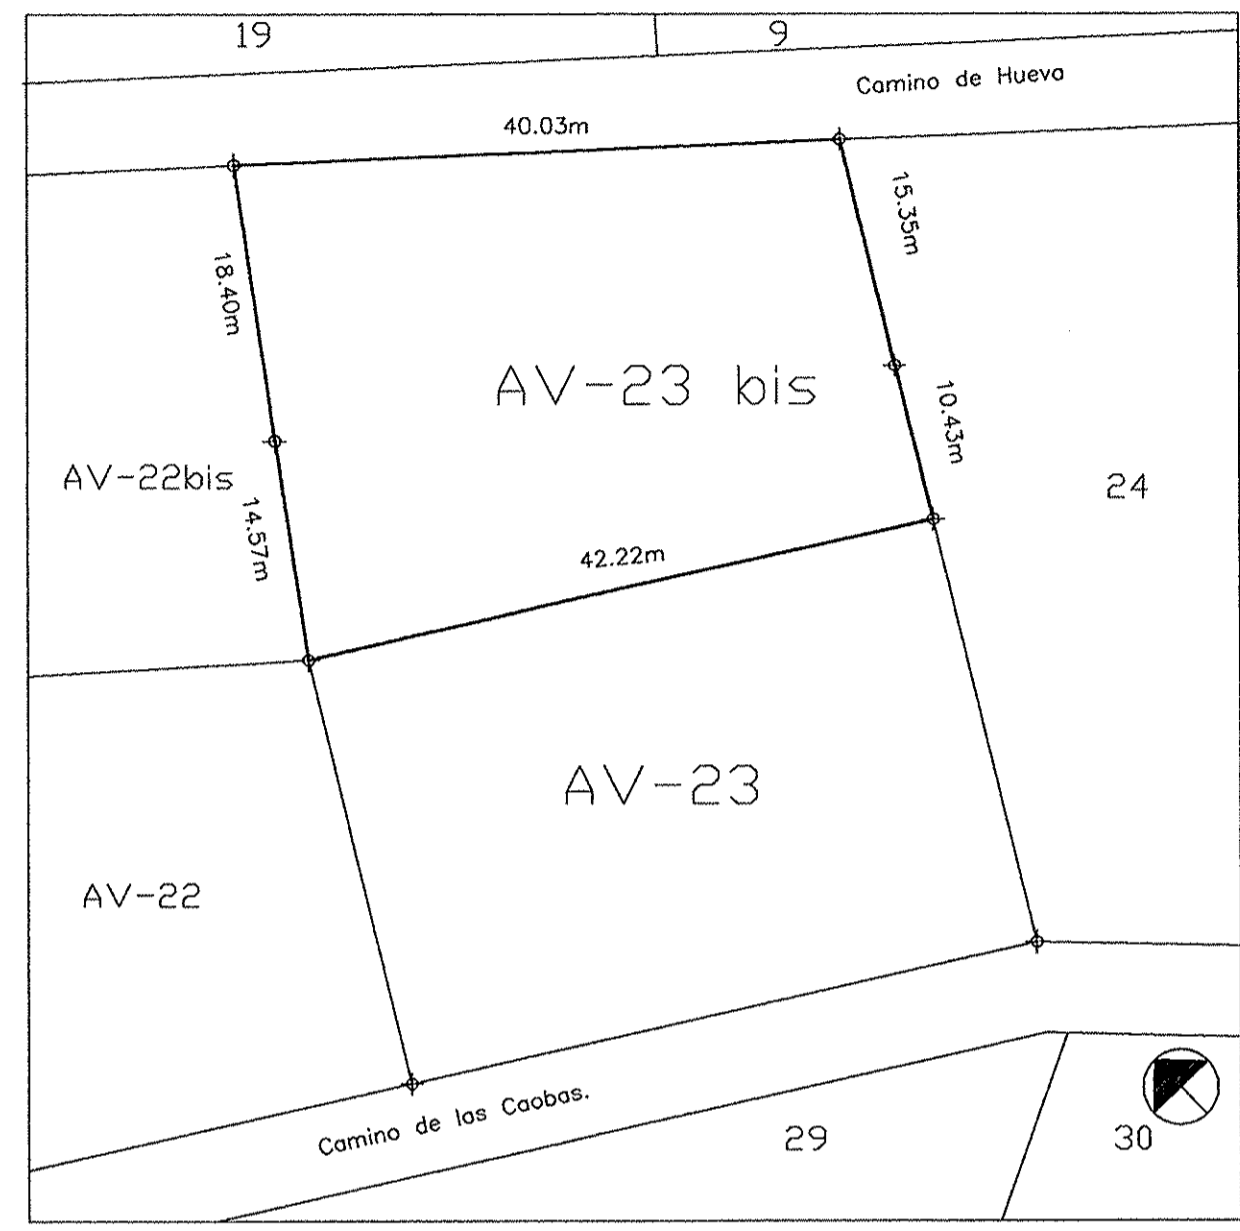 19
9
Camino de Hueva
40.03m
15.35m
18.40m
AV-23 bis
10.43m
AV-22bis
24
14.57m
42.22m
AV-23
AV-22
Camino de las Caobas.
29
30